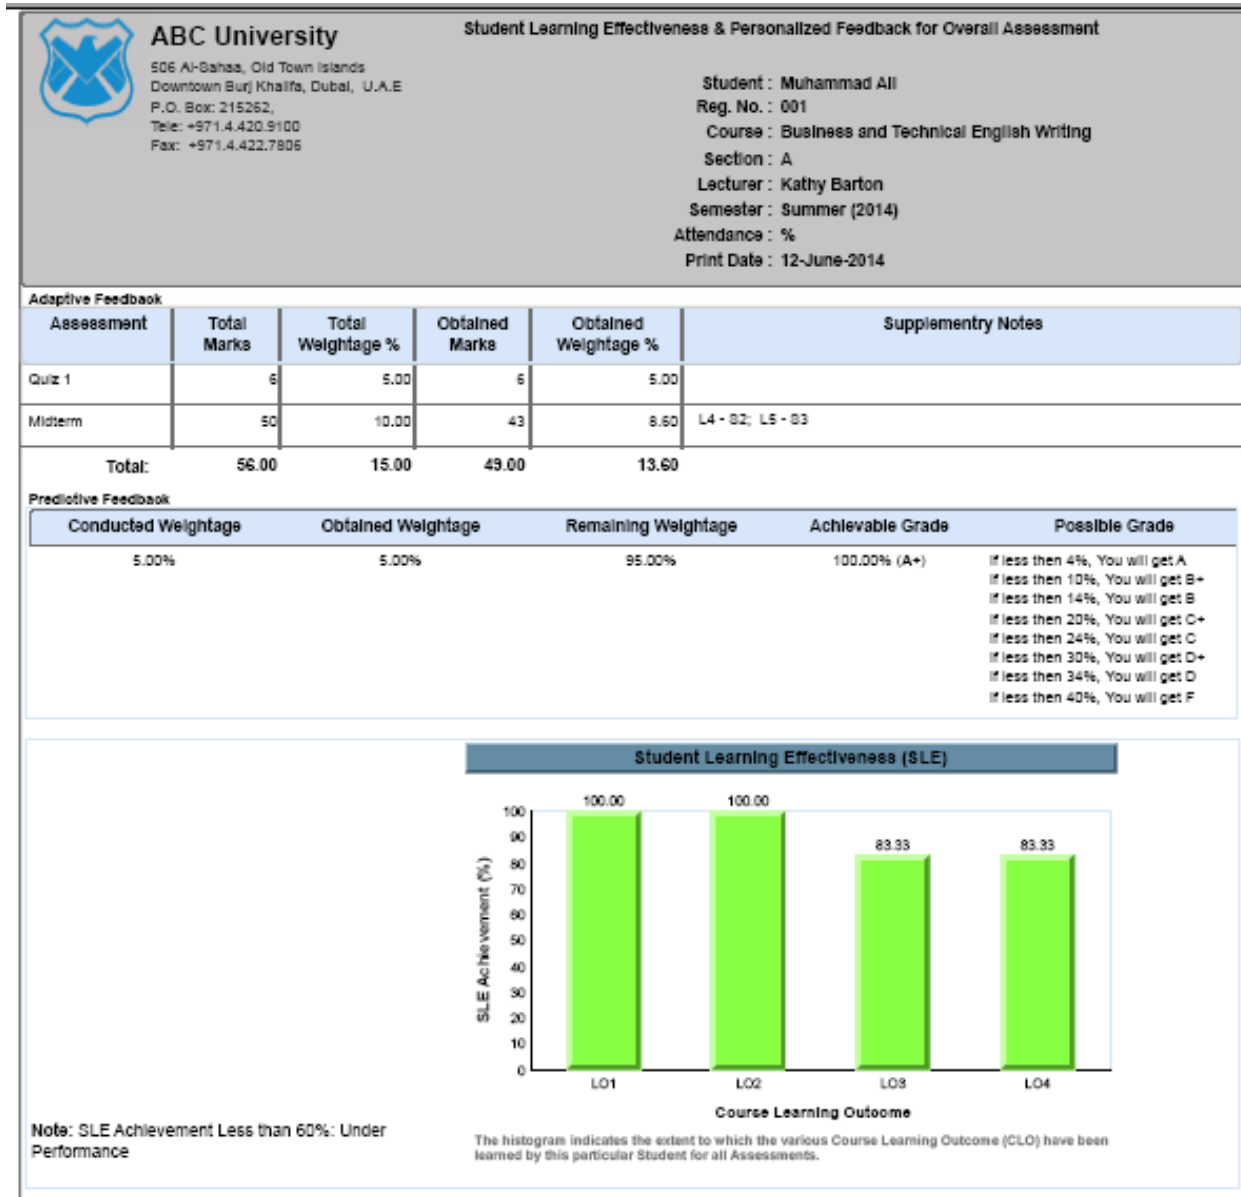 ABC University
506 Al-Sahaa, Old Town Islands
Downtown Burj Khalifa, Dubai, U.A.E
P.O. Box: 215262,
Tele: +971.4.420.9100
Fax: +971.4.422.7806
Student Learning Effectiveness & Personalized Feedback for Overall Assessment
Student : Muhammad Ali
Reg. No. : 001
Course : Business and Technical English Writing
Section : A
Lecturer : Kathy Barton
Semester : Summer (2014)
Attendance : %
Print Date : 12-June-2014
Adaptive Feedback
Assessment Total Marks Total Weightage % Obtained Marks Obtained Weightage % Supplementry Notes
Quiz 1 6 5.00 6 5.00
Midterm 50 10.00 43 8.60 L4 - S2; L5 - S3
Total: 56.00 15.00 49.00 13.60
Predictive Feedback
Conducted Weightage Obtained Weightage Remaining Weightage Achievable Grade Possible Grade
5.00% 5.00% 95.00% 100.00% (A+) If less then 4%, You will get A
If less then 10%, You will get B+
If less then 14%, You will get B
If less then 20%, You will get C+
If less then 24%, You will get C
If less then 30%, You will get D+
If less then 34%, You will get D
If less then 40%, You will get F
Student Learning Effectiveness (SLE)
100.00 100.00 83.33 83.33
100
90
80
70
60
50
40
30
20
10
0
SLE Achievement (%)
LO1 LO2 LO3 LO4
Course Learning Outcome
The histogram indicates the extent to which the various Course Learning Outcome (CLO) have been
learned by this particular Student for all Assessments.
Note: SLE Achievement Less than 60%: Under
Performance